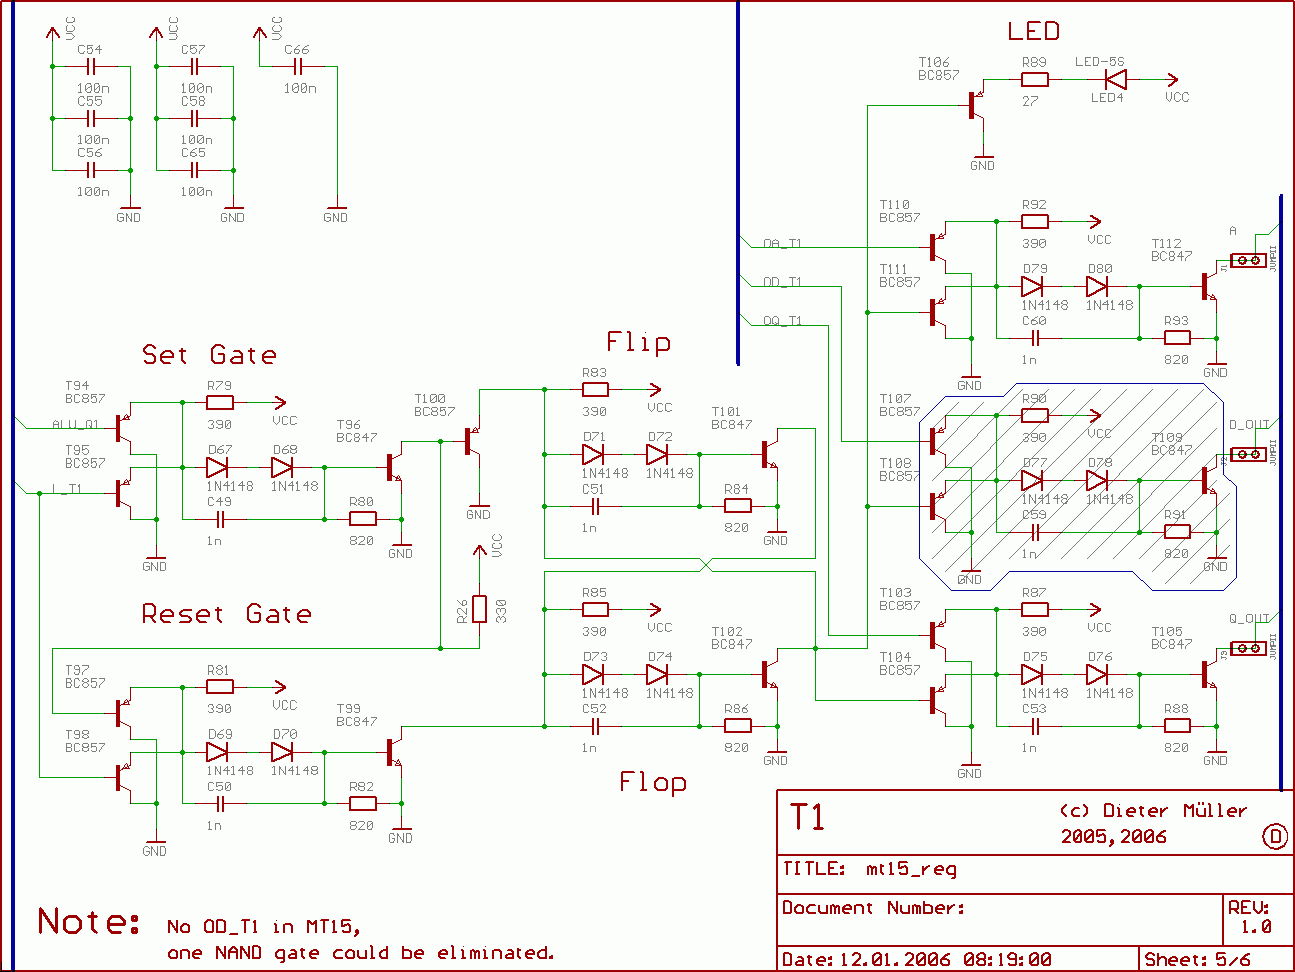 VCC
VCC
VCC
C54
100n
C55
100n
C56
100n
GND
C57
100n
C58
100n
C65
100n
GND
C66
100n
GND
LED
T106
BC857
R89
27
LED-5S
LED4
VCC
GND
OA_T1
OD_T1
OQ_T1
T110
BC857
T111
BC857
R92
390
VCC
D79
1N4148
D80
1N4148
C60
1n
T112
BC847
R93
820
GND
GND
A
J1
JUMPII
Set Gate
T94
BC857
ALU_Q1
T95
BC857
L_T1
R79
390
VCC
D67
1N4148
D68
1N4148
C49
1n
T96
BC847
R80
820
GND
GND
T100
BC857
GND
VCC
R26
330
Flip
R83
390
VCC
D71
1N4148
D72
1N4148
C51
1n
T101
BC847
R84
820
GND
T107
BC857
T108
BC857
R90
390
VCC
D77
1N4148
D78
1N4148
C59
1n
T109
BC847
R91
820
GND
GND
D_OUT
J2
JUMPII
Reset Gate
T97
BC857
T98
BC857
R81
390
VCC
D69
1N4148
D70
1N4148
C50
1n
T99
BC847
R82
820
GND
GND
R85
390
VCC
D73
1N4148
D74
1N4148
C52
1n
T102
BC847
R86
820
GND
Flop
T103
BC857
T104
BC857
R87
390
VCC
D75
1N4148
D76
1N4148
C53
1n
T105
BC847
R88
820
GND
GND
Q_OUT
J3
JUMPII
Note: No OD_T1 in MT15,
one NAND gate could be eliminated.
T1
(c) Dieter Müller
2005,2006
D
TITLE: mt15_reg
Document Number:
REV:
1.0
Date: 12.01.2006 08:19:00
Sheet: 5/6